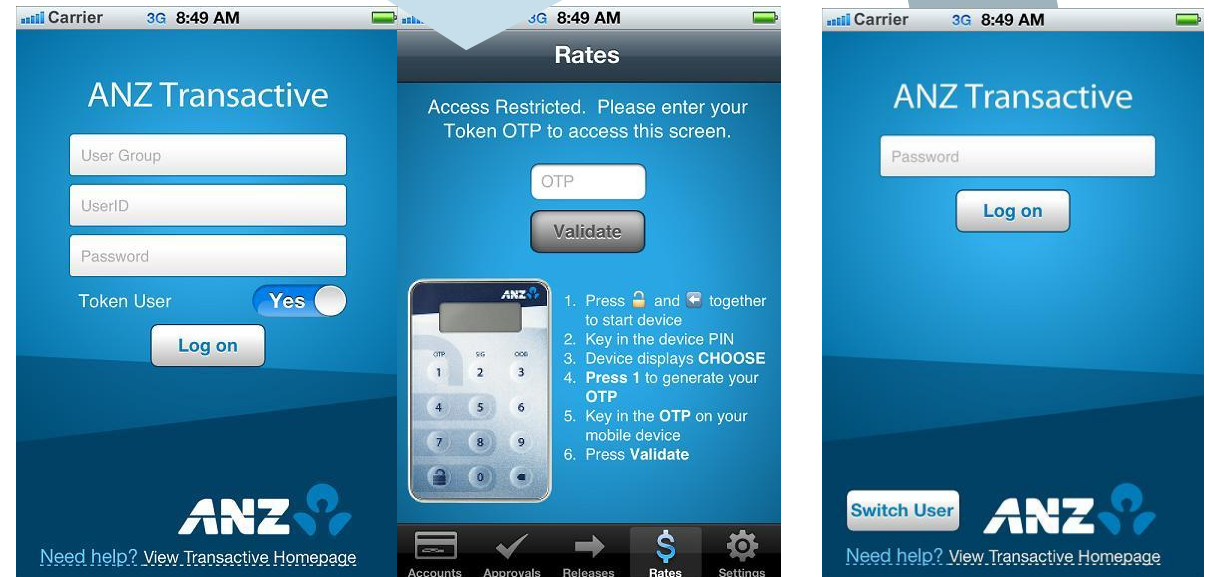 Carrier 3G 8:49 AM
ANZ Transactive
User Group
UserID
Password
Token User Yes
Log on
ANZ
Need help? View Transactive Homepage
3G 8:49 AM
Rates
Access Restricted. Please enter your
Token OTP to access this screen.
OTP
Validate
ANZ
OTP SIG OOB
1 2 3
4 5 6
7 8 9
0
1. Press and together
to start device
2. Key in the device PIN
3. Device displays CHOOSE
4. Press 1 to generate your
OTP
5. Key in the OTP on your
mobile device
6. Press Validate
Accounts Approvals Releases Rates Settings
Carrier 3G 8:49 AM
ANZ Transactive
Password
Log on
Switch User
ANZ
Need help? View Transactive Homepage